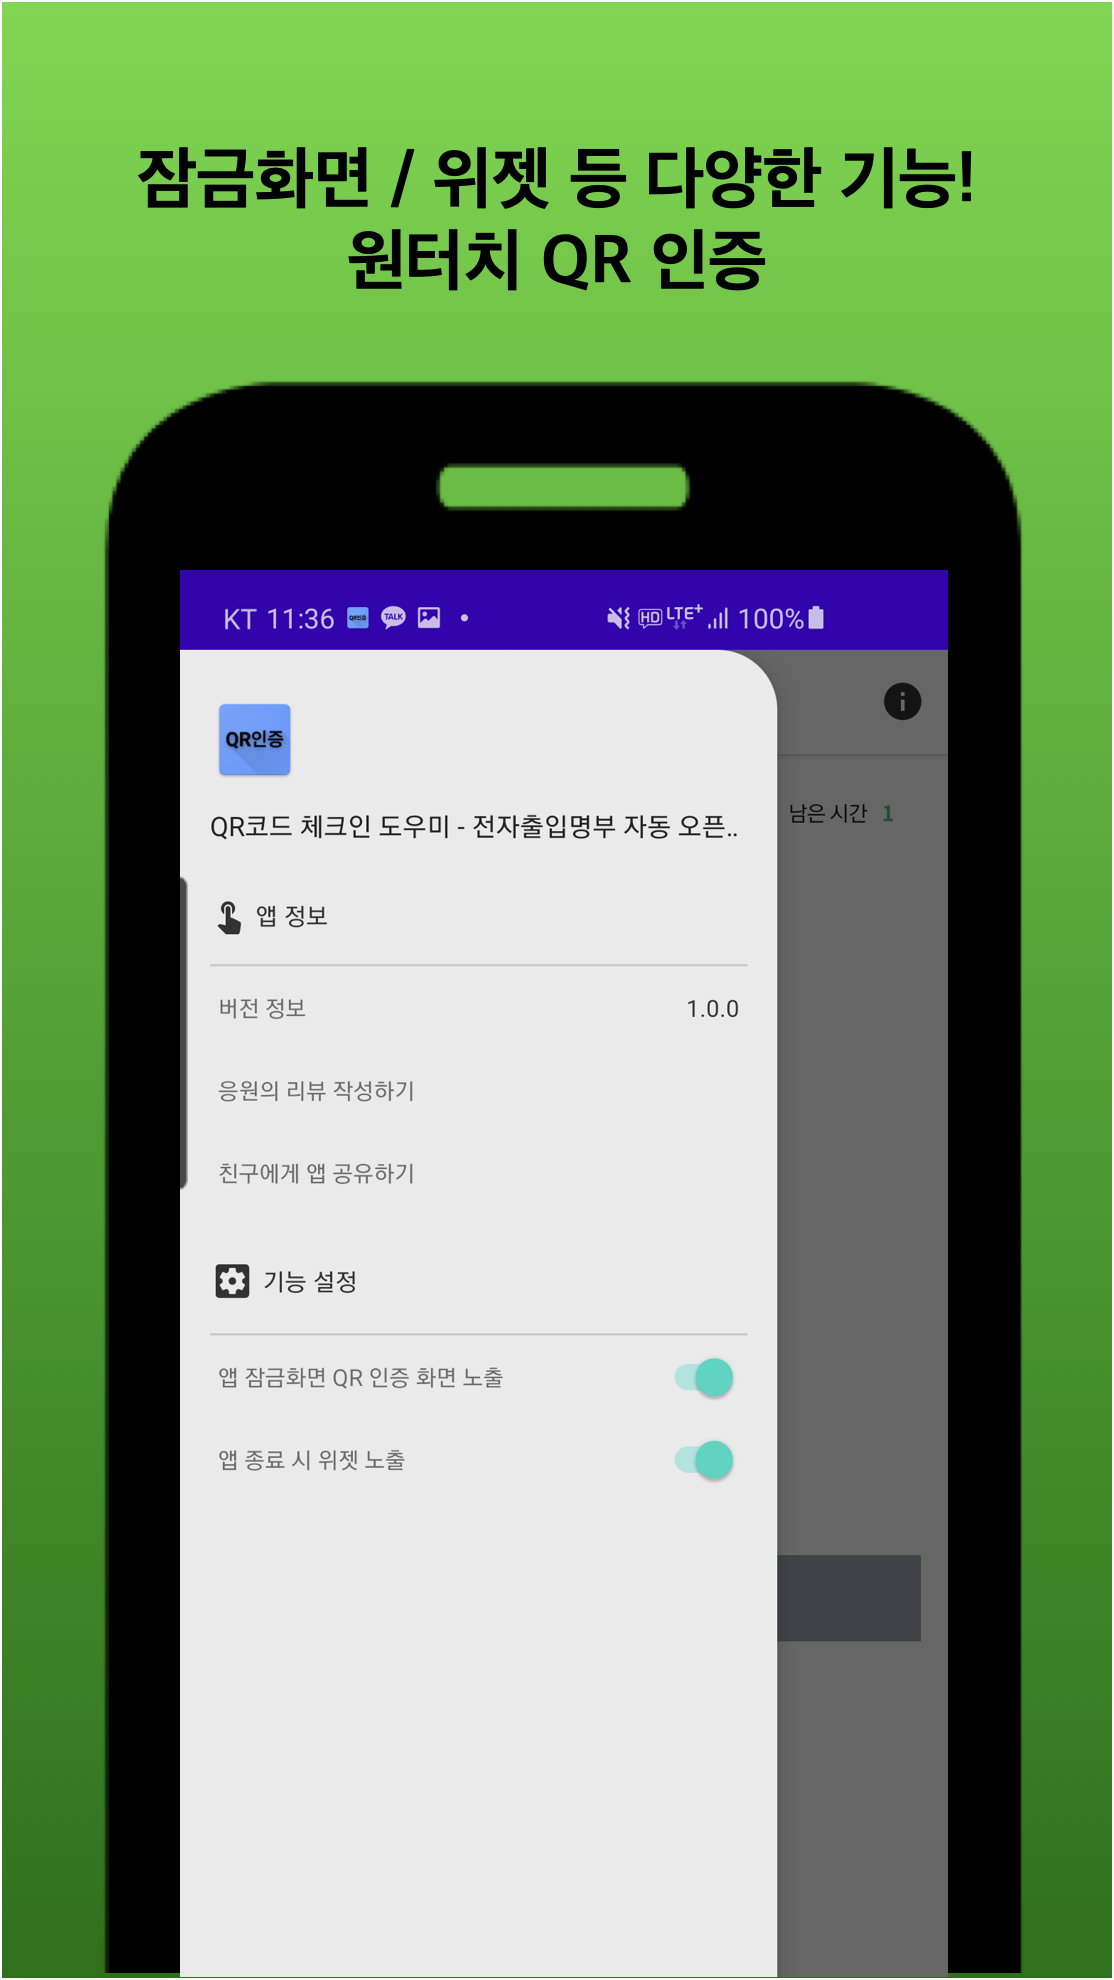 잠금화면 / 위젯 등 다양한 기능!
원터치 QR 인증
KT 11:36 QR인증 TALK HD LTE+ 100%
QR인증
QR코드 체크인 도우미 - 전자출입명부 자동 오픈..
남은 시간 1
앱 정보
버전 정보 1.0.0
응원의 리뷰 작성하기
친구에게 앱 공유하기
기능 설정
앱 잠금화면 QR 인증 화면 노출
앱 종료 시 위젯 노출